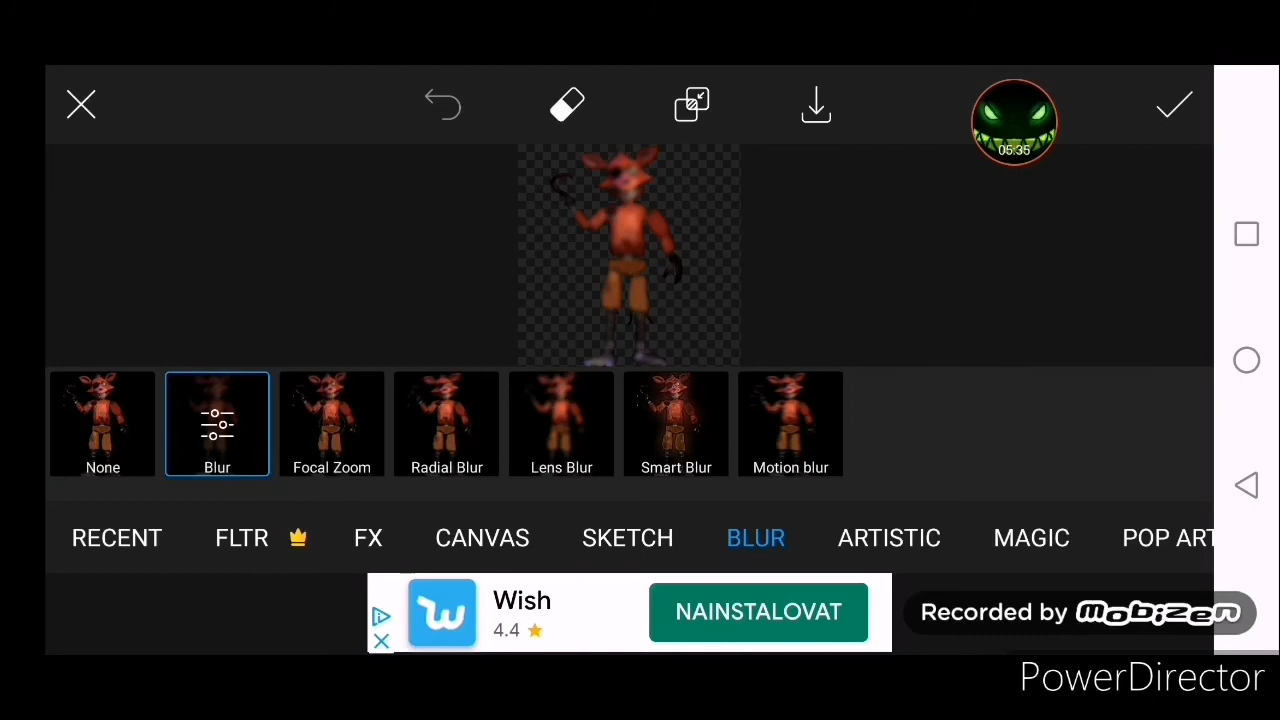 05:35
None
Blur
Focal Zoom
Radial Blur
Lens Blur
Smart Blur
Motion blur
RECENT FLTR FX CANVAS SKETCH BLUR ARTISTIC MAGIC POP ART
Wish
4.4
NAINSTALOVAT
Recorded by mobizen
PowerDirector